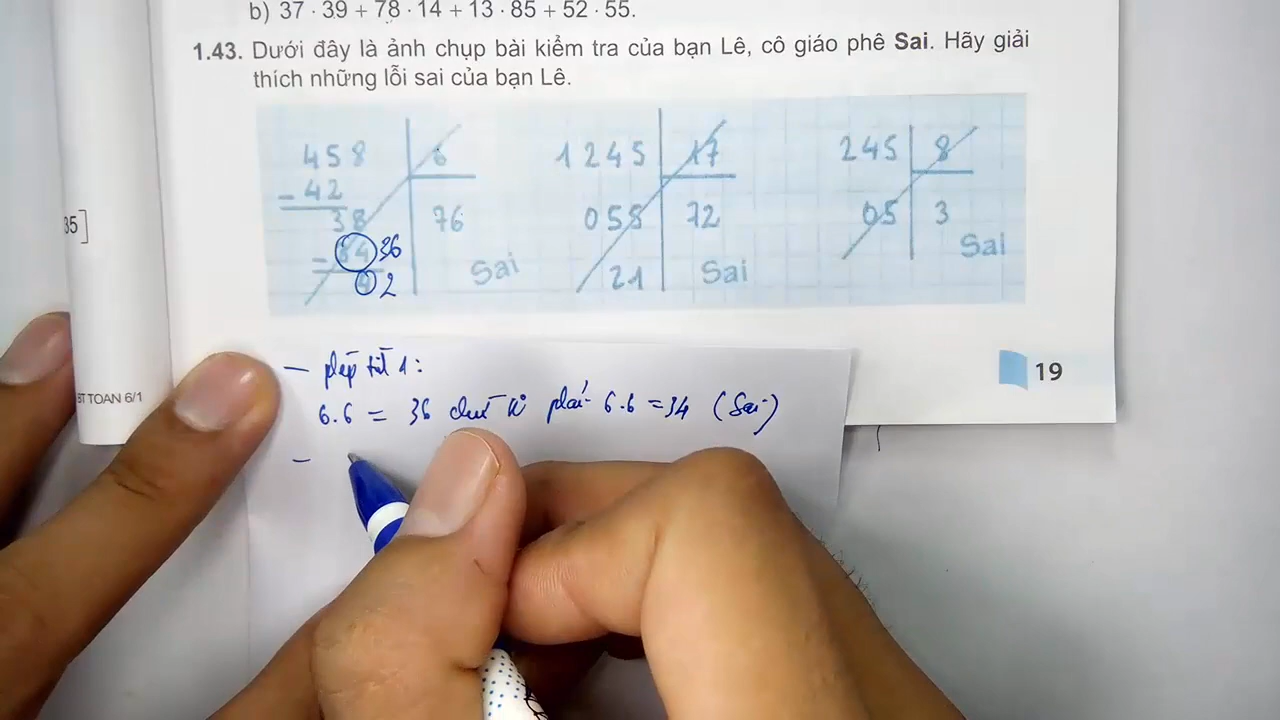 b) 37 · 39 + 78 · 14 + 13 · 85 + 52 · 55.
1.43. Dưới đây là ảnh chụp bài kiểm tra của bạn Lê, cô giáo phê Sai. Hãy giải
thích những lỗi sai của bạn Lê.
458 6
- 42
38 76
- 34 36
4 2
Sai
1245 17
058 72
21 Sai
245 8
05 3
Sai
35]
BT TOAN 6/1
19
- phép tính 1:
6.6 = 36 chứ k phải 6.6 = 34 (Sai)
-